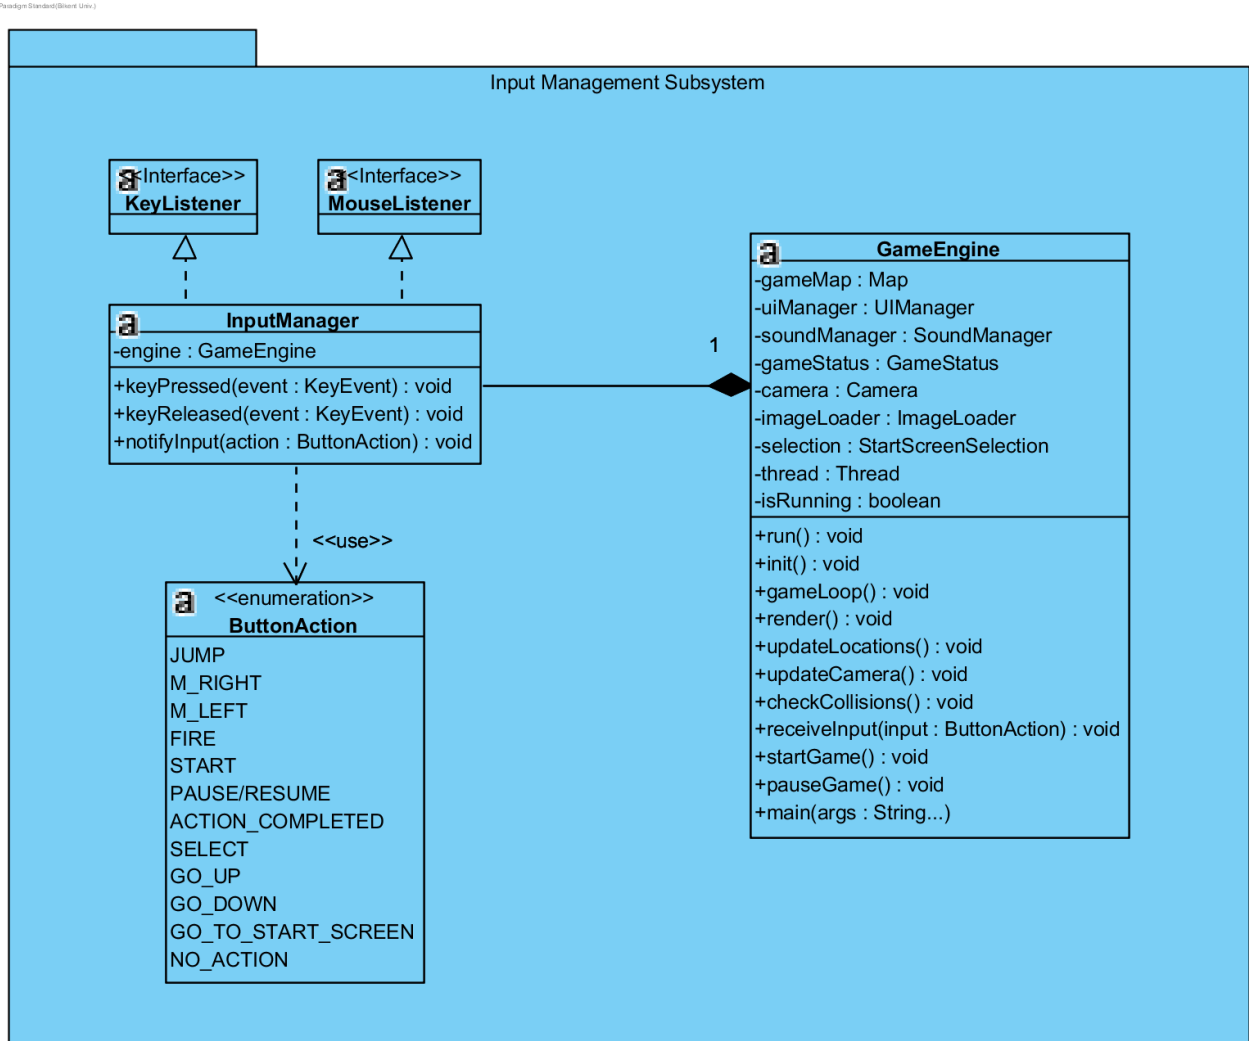 Paradigm Standard(Bilkent Univ.)
Input Management Subsystem
<<Interface>>
KeyListener
<<Interface>>
MouseListener
InputManager
-engine : GameEngine
+keyPressed(event : KeyEvent) : void
+keyReleased(event : KeyEvent) : void
+notifyInput(action : ButtonAction) : void
1
GameEngine
-gameMap : Map
-uiManager : UIManager
-soundManager : SoundManager
-gameStatus : GameStatus
-camera : Camera
-imageLoader : ImageLoader
-selection : StartScreenSelection
-thread : Thread
-isRunning : boolean
+run() : void
+init() : void
+gameLoop() : void
+render() : void
+updateLocations() : void
+updateCamera() : void
+checkCollisions() : void
+receiveInput(input : ButtonAction) : void
+startGame() : void
+pauseGame() : void
+main(args : String...)
<<use>>
<<enumeration>>
ButtonAction
JUMP
M_RIGHT
M_LEFT
FIRE
START
PAUSE/RESUME
ACTION_COMPLETED
SELECT
GO_UP
GO_DOWN
GO_TO_START_SCREEN
NO_ACTION